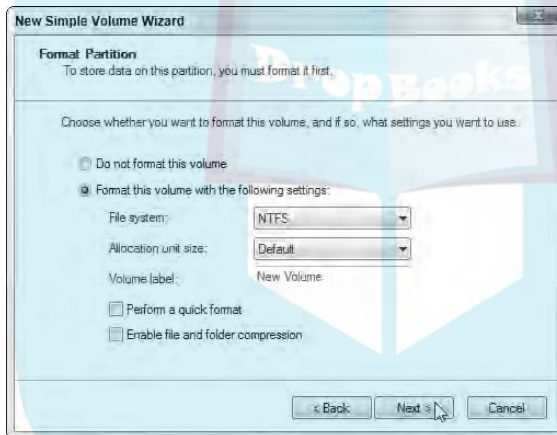 New Simple Volume Wizard
Format Partition
To store data on this partition, you must format it first.
DropBooks
Choose whether you want to format this volume, and if so, what settings you want to use.
Do not format this volume
Format this volume with the following settings:
File system: NTFS
Allocation unit size: Default
Volume label: New Volume
Perform a quick format
Enable file and folder compression
< Back Next > Cancel